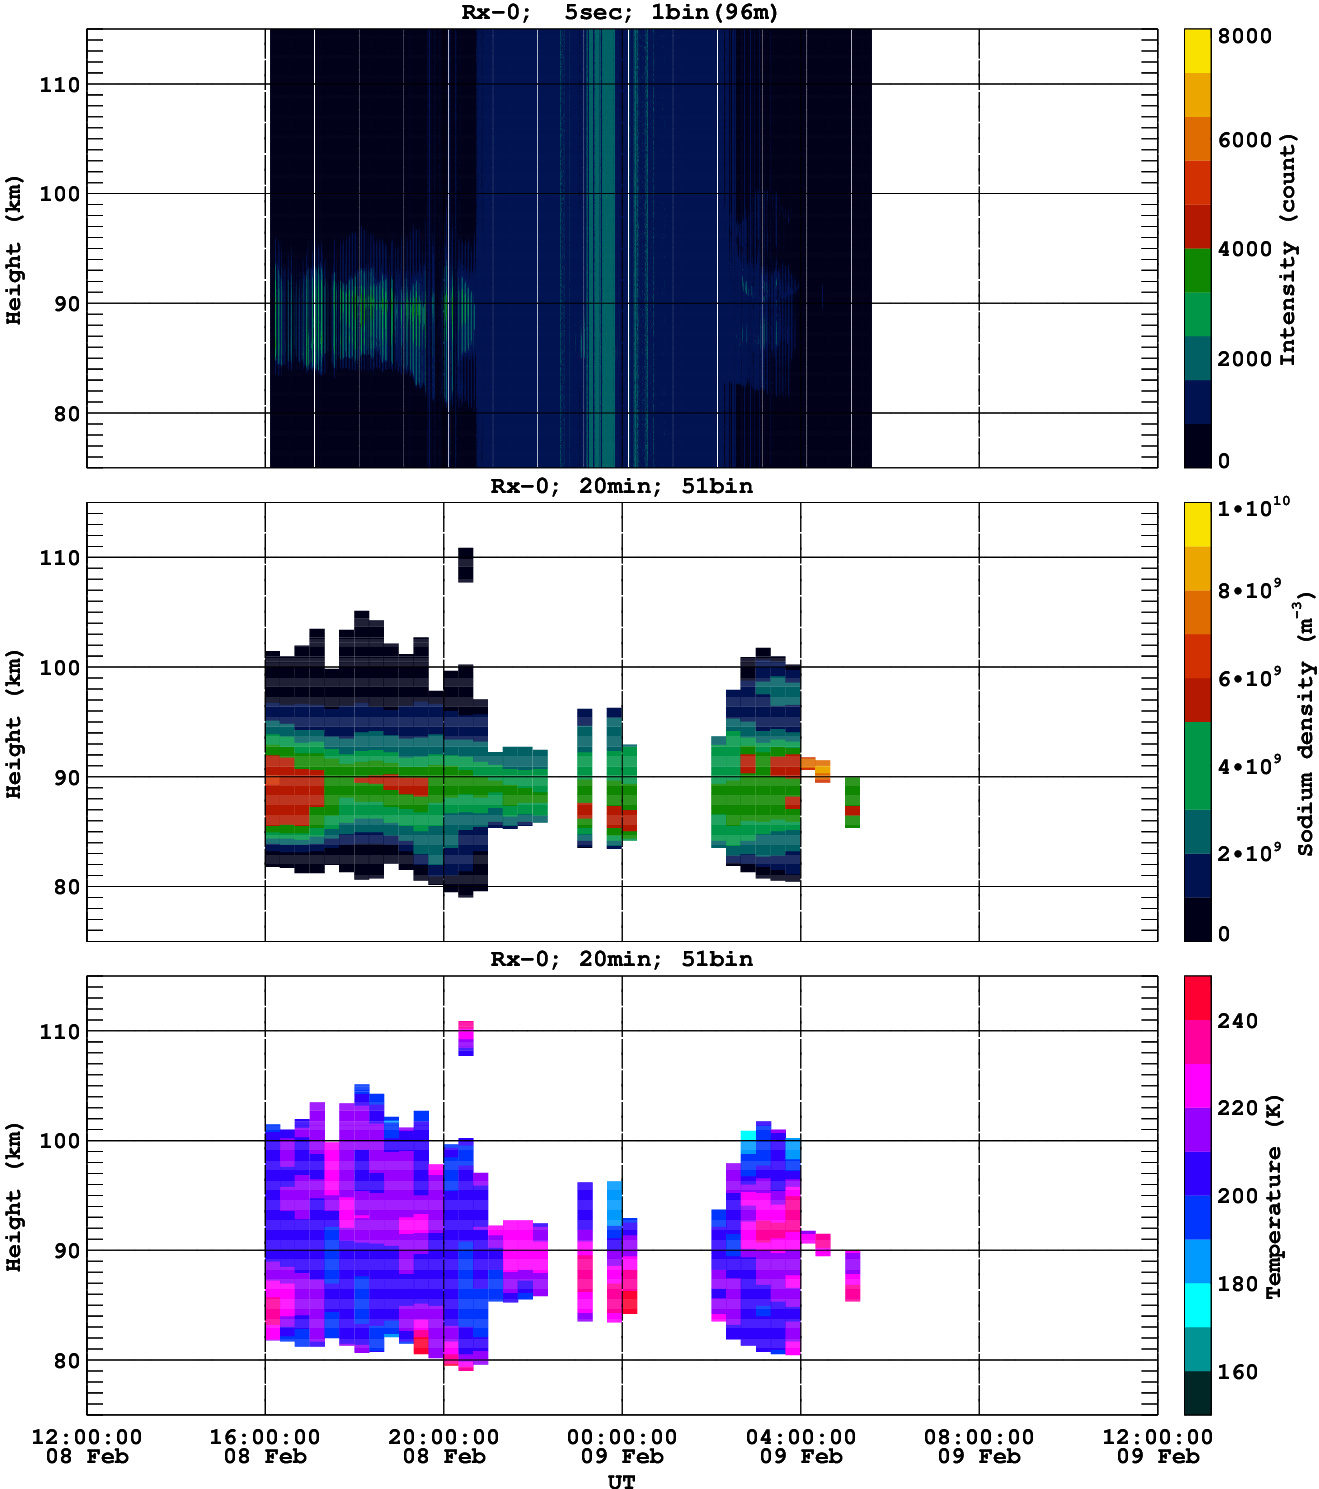 Rx-0; 5sec; 1bin(96m)
110
100
90
80
Height (km)
8000
6000
4000
2000
0
Intensity (count)
Rx-0; 20min; 51bin
110
100
90
80
Height (km)
1•10¹⁰
8•10⁹
6•10⁹
4•10⁹
2•10⁹
0
Sodium density (m⁻³)
Rx-0; 20min; 51bin
110
100
90
80
Height (km)
240
220
200
180
160
Temperature (K)
12:00:00 16:00:00 20:00:00 00:00:00 04:00:00 08:00:00 12:00:00
08 Feb 08 Feb 08 Feb 09 Feb 09 Feb 09 Feb 09 Feb
UT